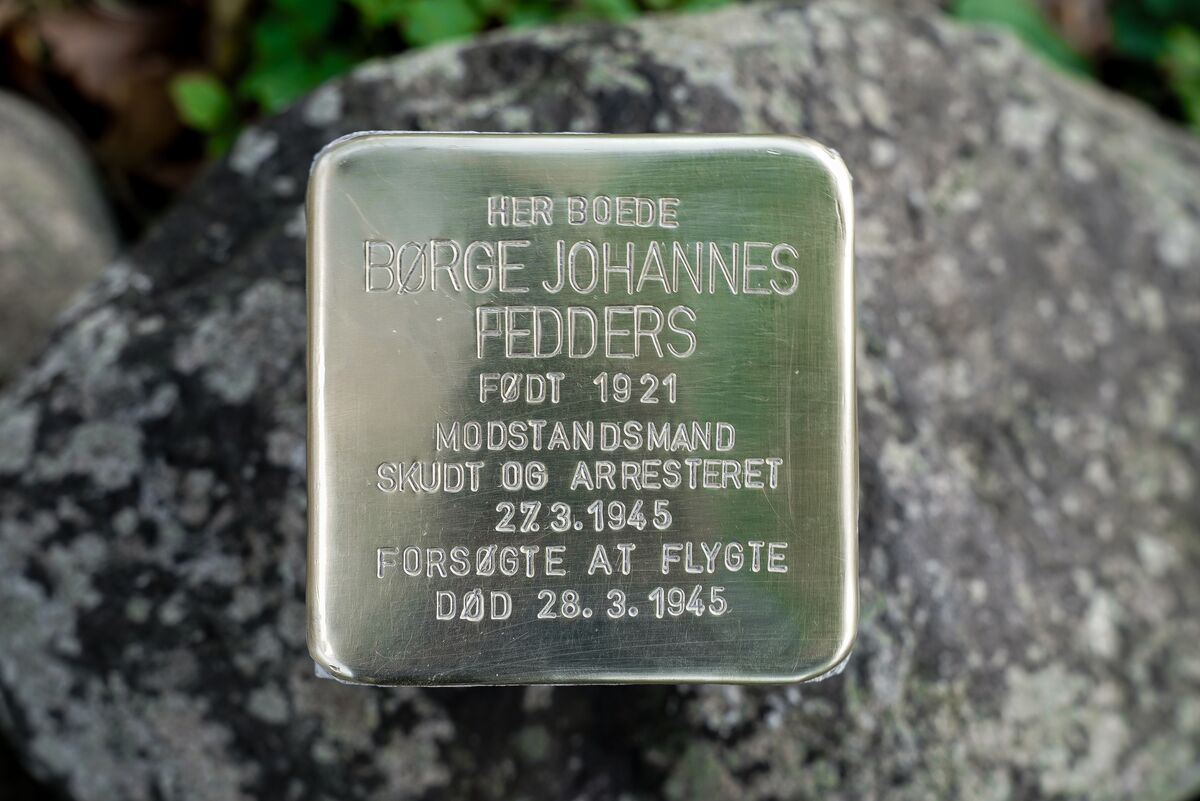 HER BOEDE
BØRGE JOHANNES
FEDDERS
FØDT 1921
MODSTANDSMAND
SKUDT OG ARRESTERET
27.3.1945
FORSØGTE AT FLYGTE
DØD 28.3.1945